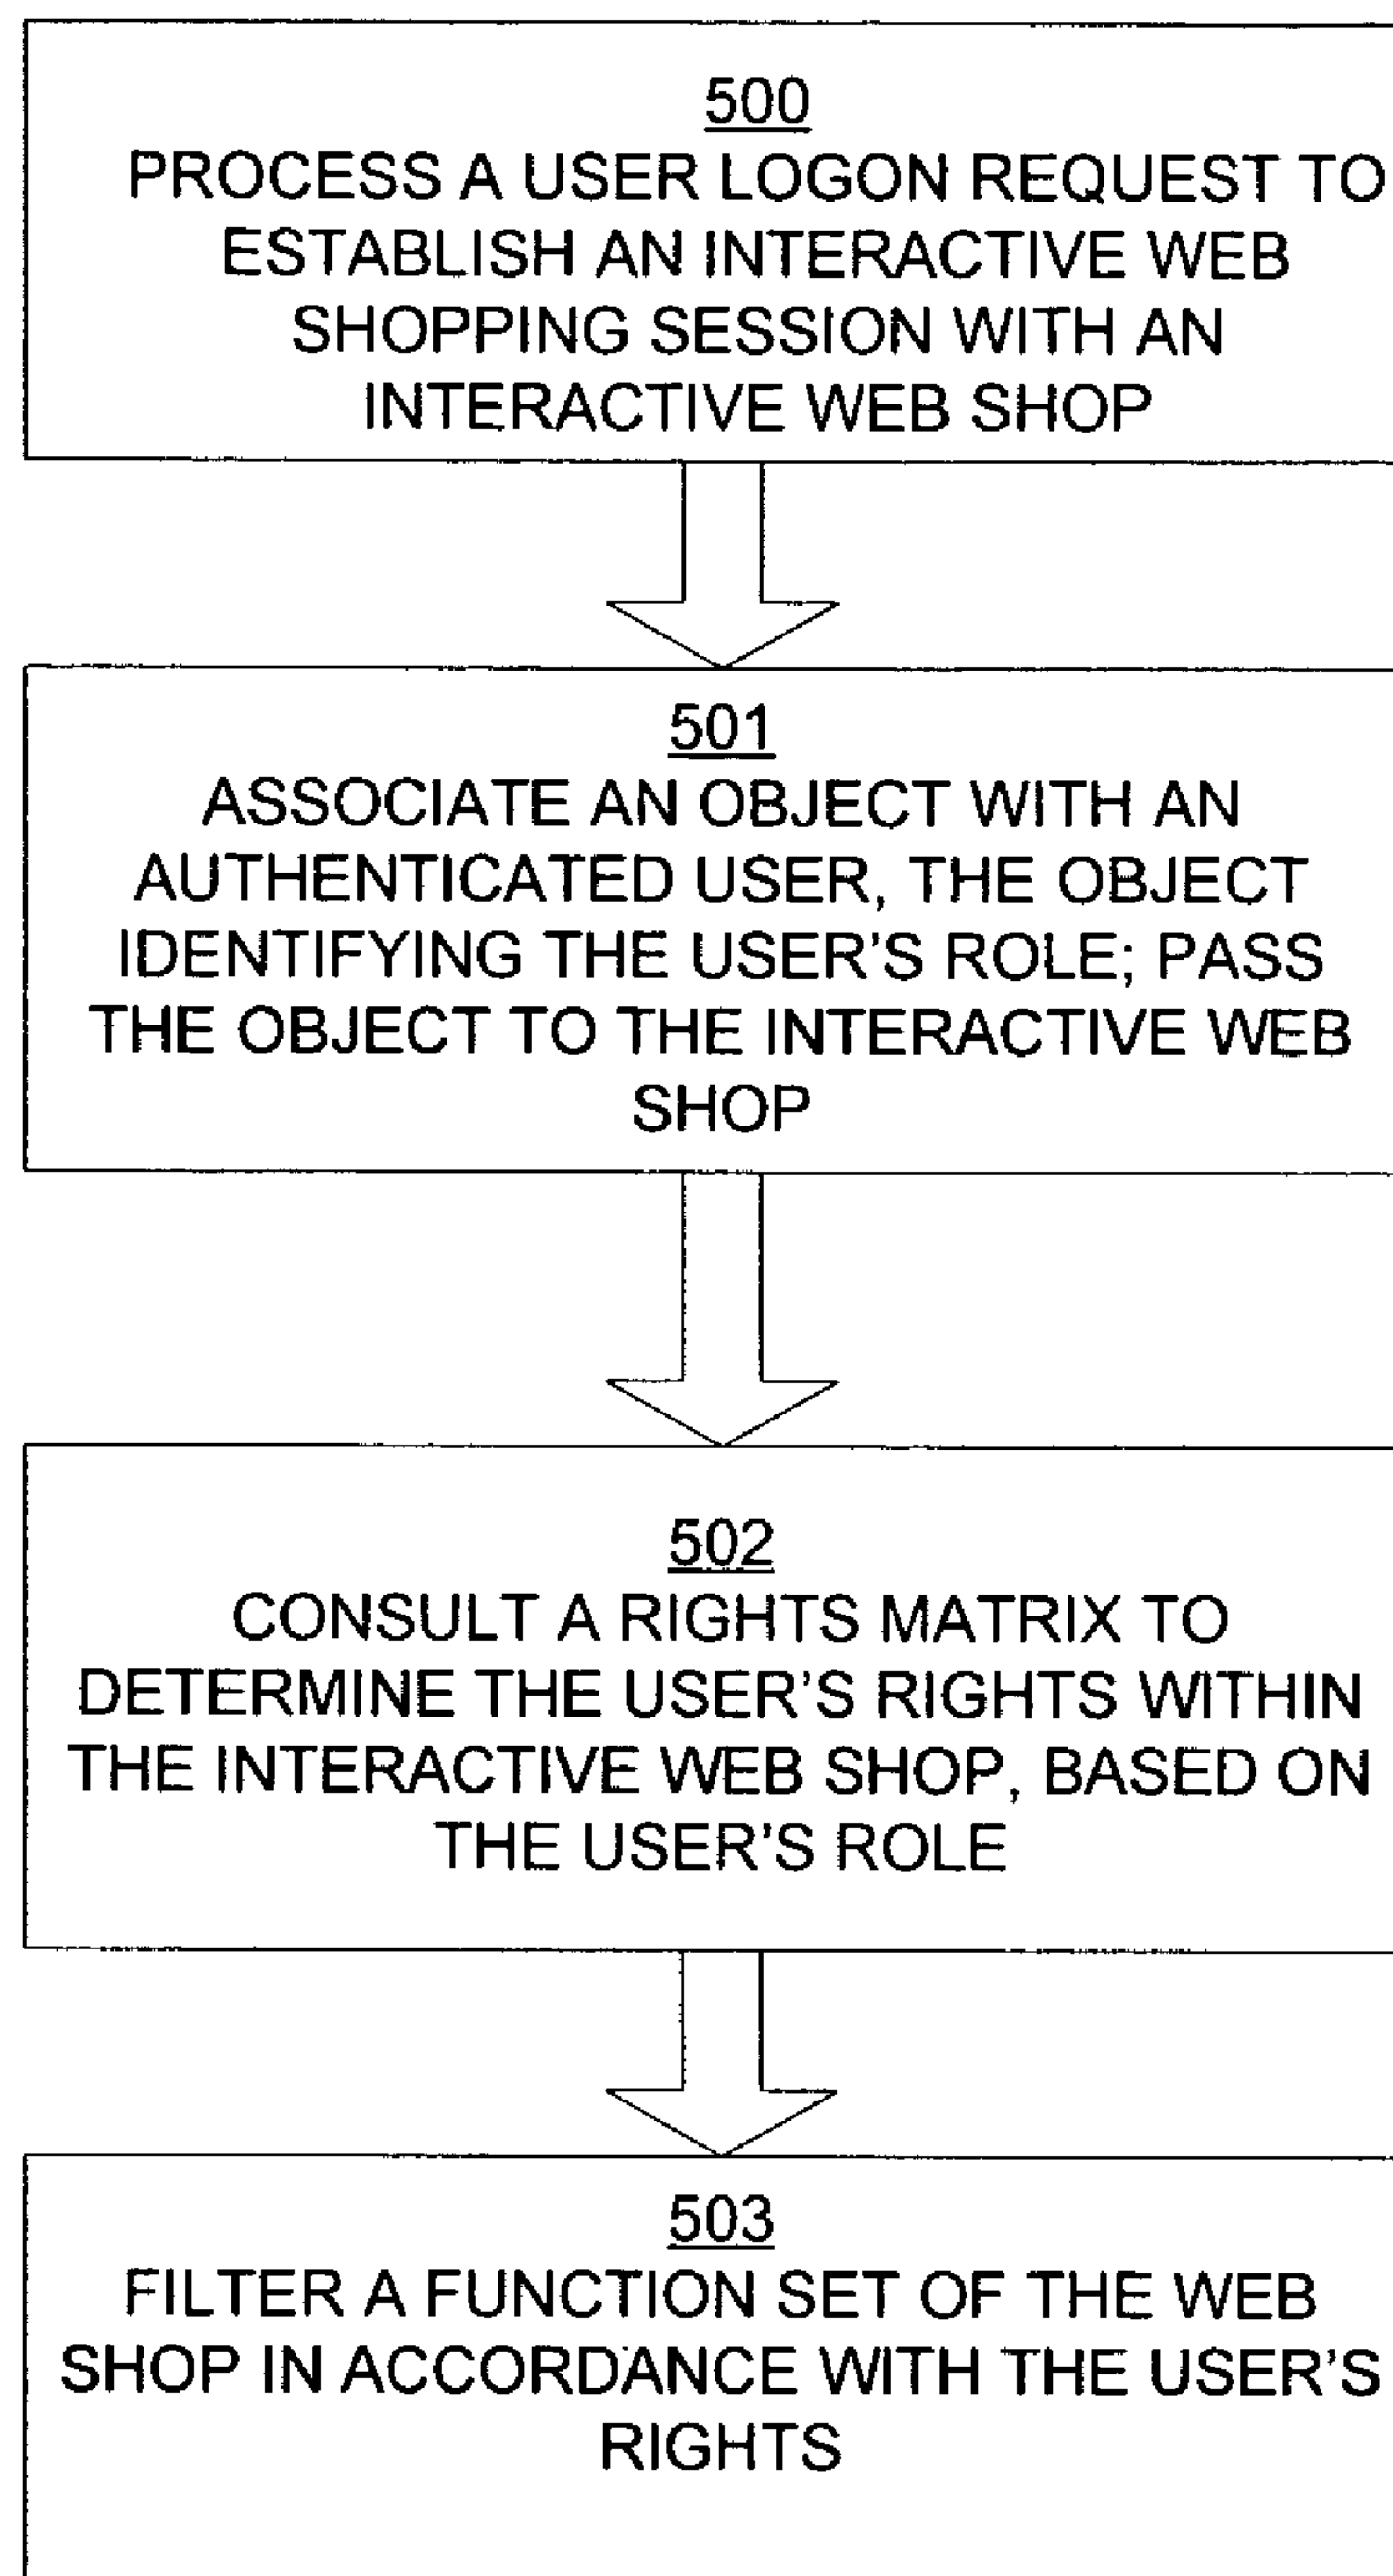 500
PROCESS A USER LOGON REQUEST TO
ESTABLISH AN INTERACTIVE WEB
SHOPPING SESSION WITH AN
INTERACTIVE WEB SHOP
501
ASSOCIATE AN OBJECT WITH AN
AUTHENTICATED USER, THE OBJECT
IDENTIFYING THE USER'S ROLE; PASS
THE OBJECT TO THE INTERACTIVE WEB
SHOP
502
CONSULT A RIGHTS MATRIX TO
DETERMINE THE USER'S RIGHTS WITHIN
THE INTERACTIVE WEB SHOP, BASED ON
THE USER'S ROLE
503
FILTER A FUNCTION SET OF THE WEB
SHOP IN ACCORDANCE WITH THE USER'S
RIGHTS